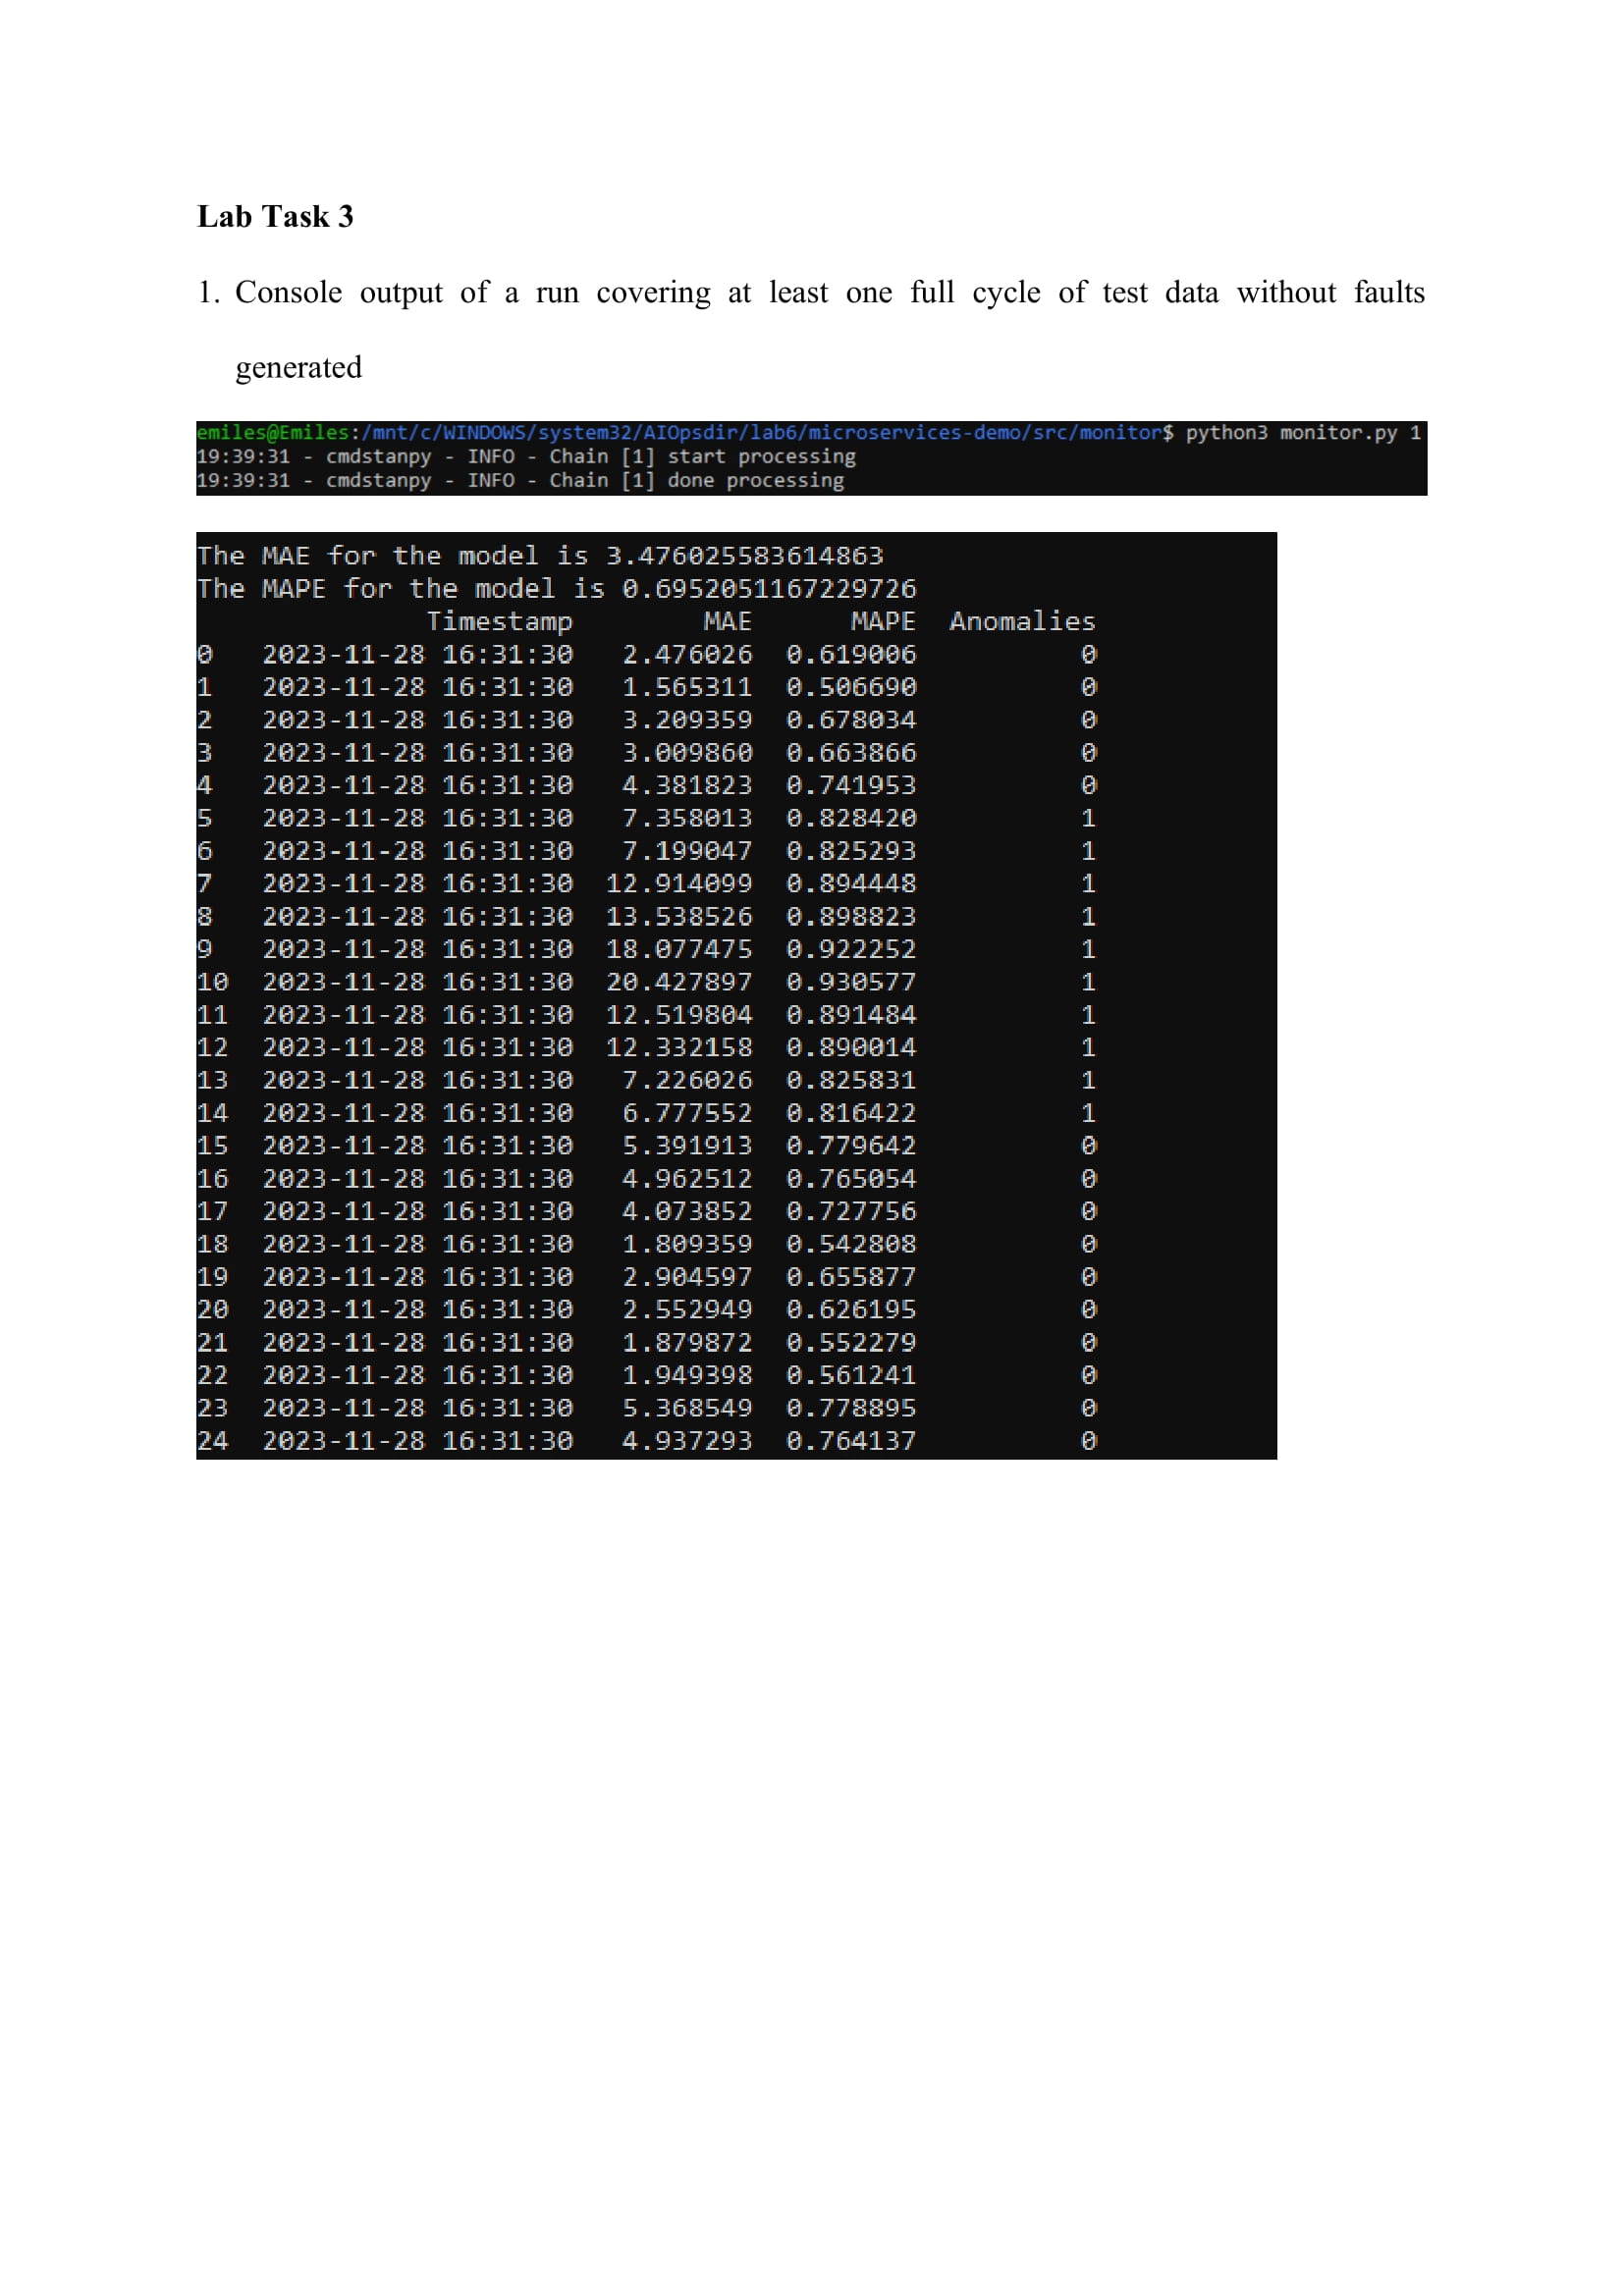 Lab Task 3
1. Console output of a run covering at least one full cycle of test data without faults
generated
emiles@Emiles:/mnt/c/WINDOWS/system32/AIOpsdir/lab6/microservices-demo/src/monitor$ python3 monitor.py 1
19:39:31 - cmdstanpy - INFO - Chain [1] start processing
19:39:31 - cmdstanpy - INFO - Chain [1] done processing
The MAE for the model is 3.476025583614863
The MAPE for the model is 0.6952051167229726
Timestamp MAE MAPE Anomalies
0 2023-11-28 16:31:30 2.476026 0.619006 0
1 2023-11-28 16:31:30 1.565311 0.506690 0
2 2023-11-28 16:31:30 3.209359 0.678034 0
3 2023-11-28 16:31:30 3.009860 0.663866 0
4 2023-11-28 16:31:30 4.381823 0.741953 0
5 2023-11-28 16:31:30 7.358013 0.828420 1
6 2023-11-28 16:31:30 7.199047 0.825293 1
7 2023-11-28 16:31:30 12.914099 0.894448 1
8 2023-11-28 16:31:30 13.538526 0.898823 1
9 2023-11-28 16:31:30 18.077475 0.922252 1
10 2023-11-28 16:31:30 20.427897 0.930577 1
11 2023-11-28 16:31:30 12.519804 0.891484 1
12 2023-11-28 16:31:30 12.332158 0.890014 1
13 2023-11-28 16:31:30 7.226026 0.825831 1
14 2023-11-28 16:31:30 6.777552 0.816422 1
15 2023-11-28 16:31:30 5.391913 0.779642 0
16 2023-11-28 16:31:30 4.962512 0.765054 0
17 2023-11-28 16:31:30 4.073852 0.727756 0
18 2023-11-28 16:31:30 1.809359 0.542808 0
19 2023-11-28 16:31:30 2.904597 0.655877 0
20 2023-11-28 16:31:30 2.552949 0.626195 0
21 2023-11-28 16:31:30 1.879872 0.552279 0
22 2023-11-28 16:31:30 1.949398 0.561241 0
23 2023-11-28 16:31:30 5.368549 0.778895 0
24 2023-11-28 16:31:30 4.937293 0.764137 0